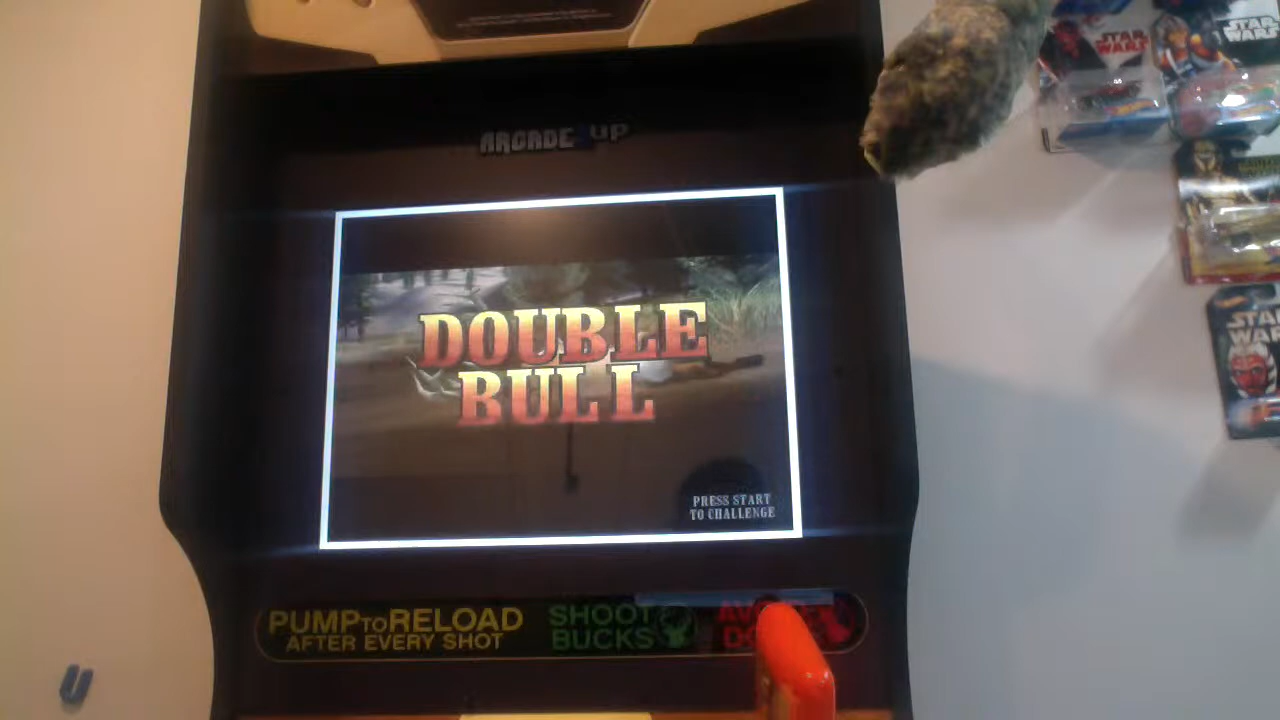 ARCADE1UP
DOUBLE
BULL
PRESS START
TO CHALLENGE
PUMP TO RELOAD
AFTER EVERY SHOT
SHOOT
BUCKS
STAR
WARS
STAR
WARS
STAR
WARS